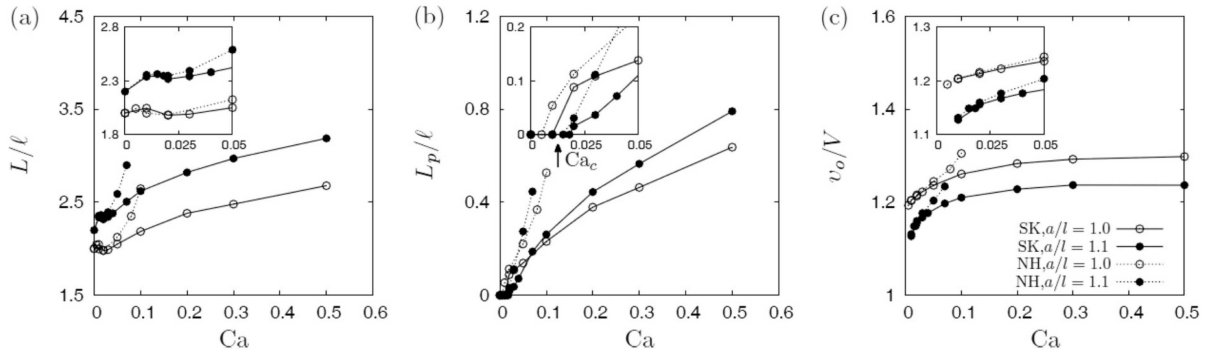 (a)
4.5
3.5
2.5
1.5
L/ℓ
2.7
2.3
1.8
0
0.025
0.05
0 0.1 0.2 0.3 0.4 0.5 0.6
Ca
(b)
1.2
0.8
0.4
0
L_p/ℓ
0.2
0.1
0
0
0.025
0.05
Ca_c
0 0.1 0.2 0.3 0.4 0.5 0.6
Ca
(c)
1.6
1.4
1.2
1
v_o/V
1.3
1.2
1.1
0
0.025
0.05
SK,a/l = 1.0
SK,a/l = 1.1
NH,a/l = 1.0
NH,a/l = 1.1
0 0.1 0.2 0.3 0.4 0.5
Ca